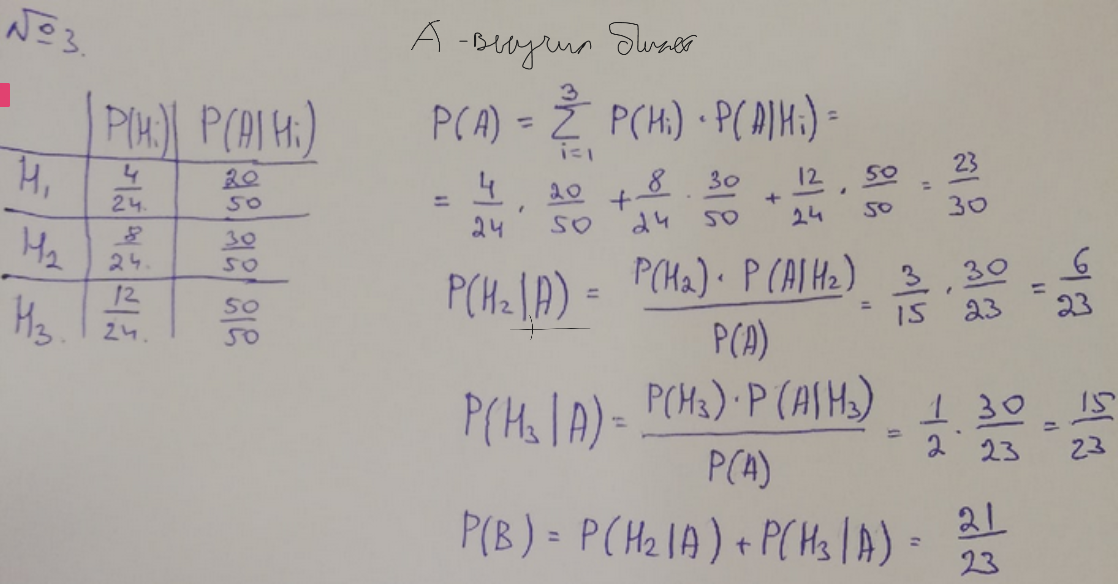 №3.
A - выучил билет
P(Hi) P(A|Hi)
H₁ 4/24. 20/50
H₂ 8/24. 30/50
H₃. 12/24. 50/50
P(A) = ∑_{i=1}^{3} P(Hi) · P(A|Hi) =
= 4/24 · 20/50 + 8/24 · 30/50 + 12/24 · 50/50 = 23/30
P(H₂|A) = P(H₂) · P(A|H₂) / P(A) = 3/15 · 30/23 = 6/23
P(H₃|A) = P(H₃) · P(A|H₃) / P(A) = 1/2 · 30/23 = 15/23
P(B) = P(H₂|A) + P(H₃|A) = 21/23